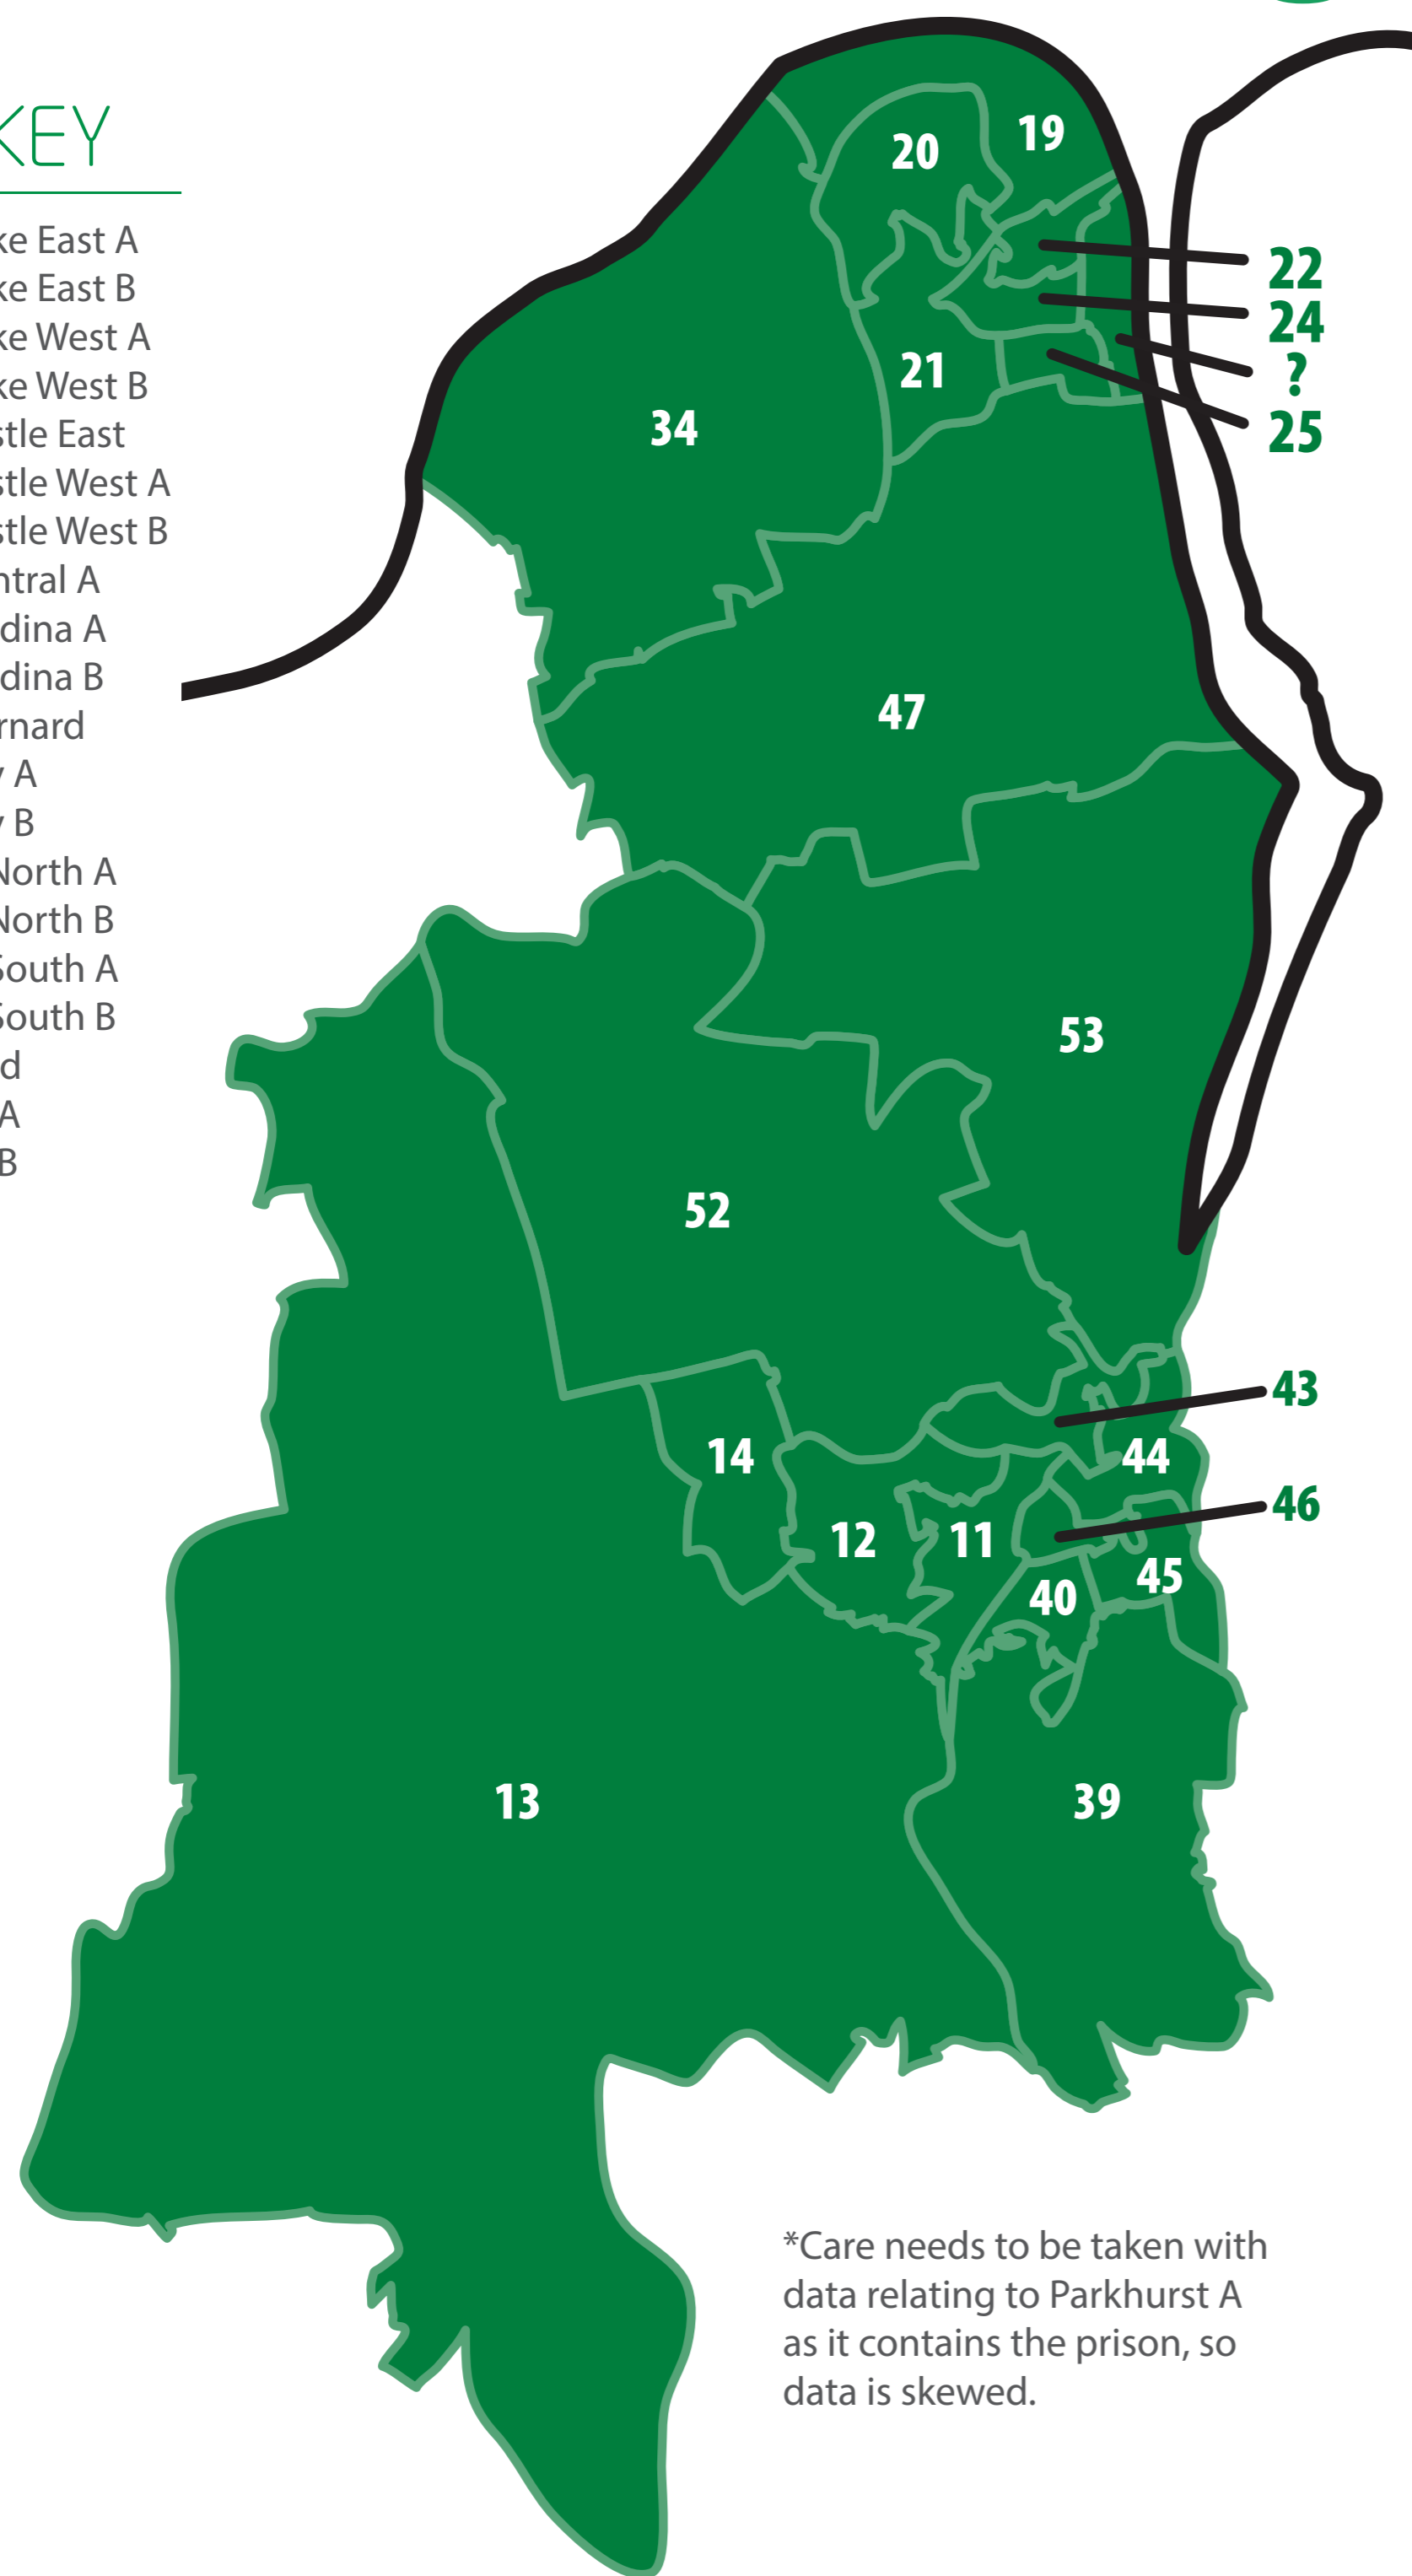 KEY
ke East A
ke East B
ke West A
ke West B
stle East
stle West A
stle West B
ntral A
dina A
dina B
rnard
y A
y B
North A
North B
South A
South B
d
A
B
20
19
22
24
?
25
21
34
47
53
52
43
14
44
46
12
11
45
40
13
39
*Care needs to be taken with
data relating to Parkhurst A
as it contains the prison, so
data is skewed.